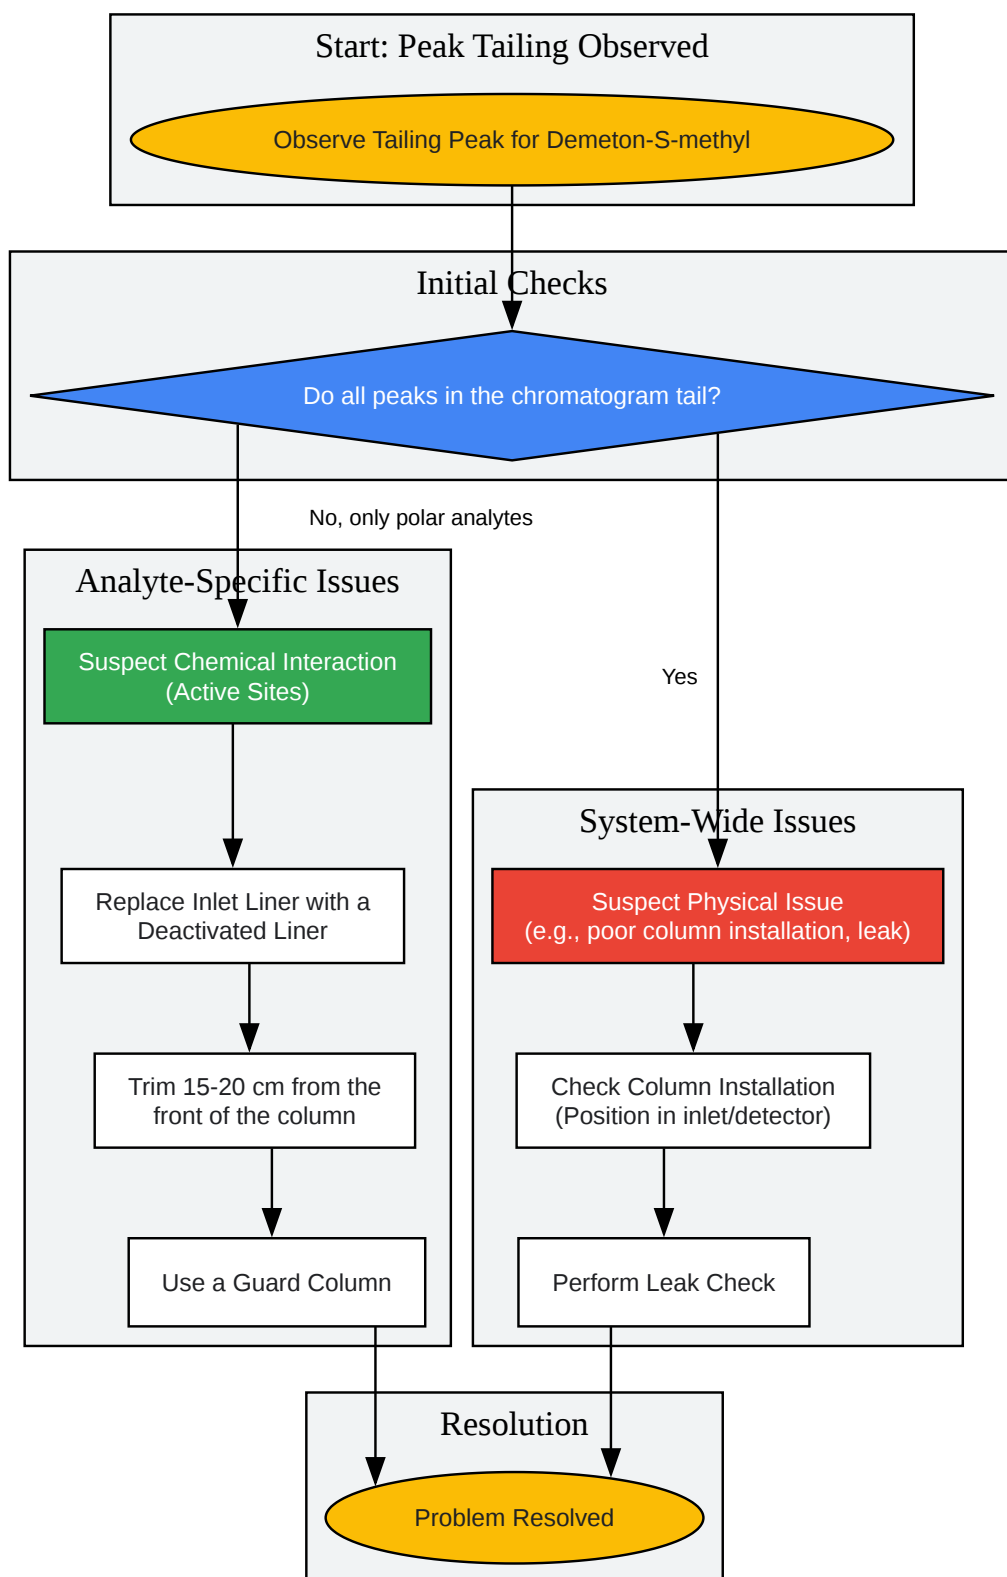 Start: Peak Tailing Observed
Observe Tailing Peak for Demeton-S-methyl
Initial Checks
Do all peaks in the chromatogram tail?
No, only polar analytes
Yes
Analyte-Specific Issues
Suspect Chemical Interaction
(Active Sites)
Replace Inlet Liner with a
Deactivated Liner
Trim 15-20 cm from the
front of the column
Use a Guard Column
System-Wide Issues
Suspect Physical Issue
(e.g., poor column installation, leak)
Check Column Installation
(Position in inlet/detector)
Perform Leak Check
Resolution
Problem Resolved